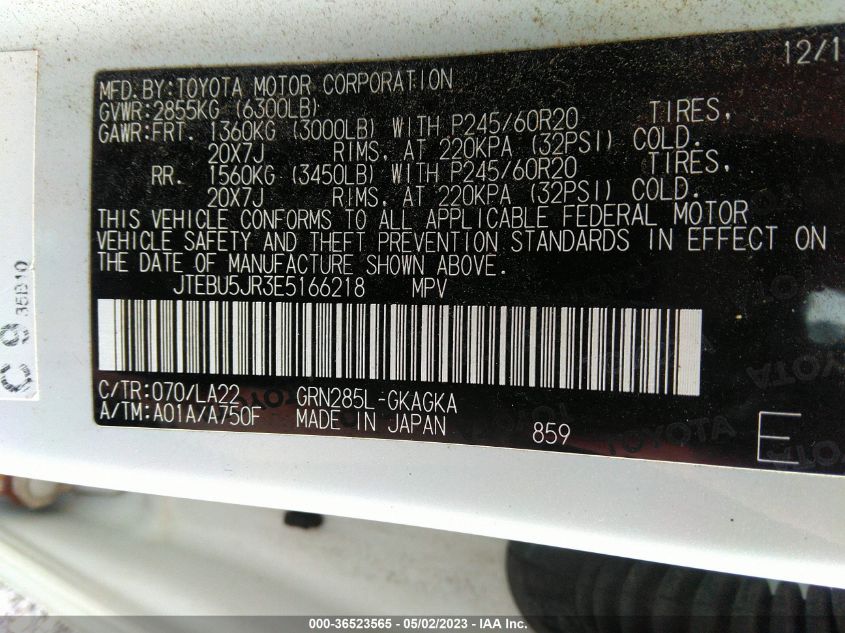 12/1
MFD.BY:TOYOTA MOTOR CORPORATION
GVWR:2855KG (6300LB)
GAWR:FRT. 1360KG (3000LB) WITH P245/60R20 TIRES,
20X7J RIMS, AT 220KPA (32PSI) COLD.
RR. 1560KG (3450LB) WITH P245/60R20 TIRES,
20X7J RIMS, AT 220KPA (32PSI) COLD.
THIS VEHICLE CONFORMS TO ALL APPLICABLE FEDERAL MOTOR
VEHICLE SAFETY AND THEFT PREVENTION STANDARDS IN EFFECT ON
THE DATE OF MANUFACTURE SHOWN ABOVE.
JTEBU5JR3E5166218 MPV
C/TR:070/LA22 GRN285L-GKAGKA
A/TM:A01A/A750F MADE IN JAPAN 859 E
35B10
000-36523565 - 05/02/2023 - IAA Inc.